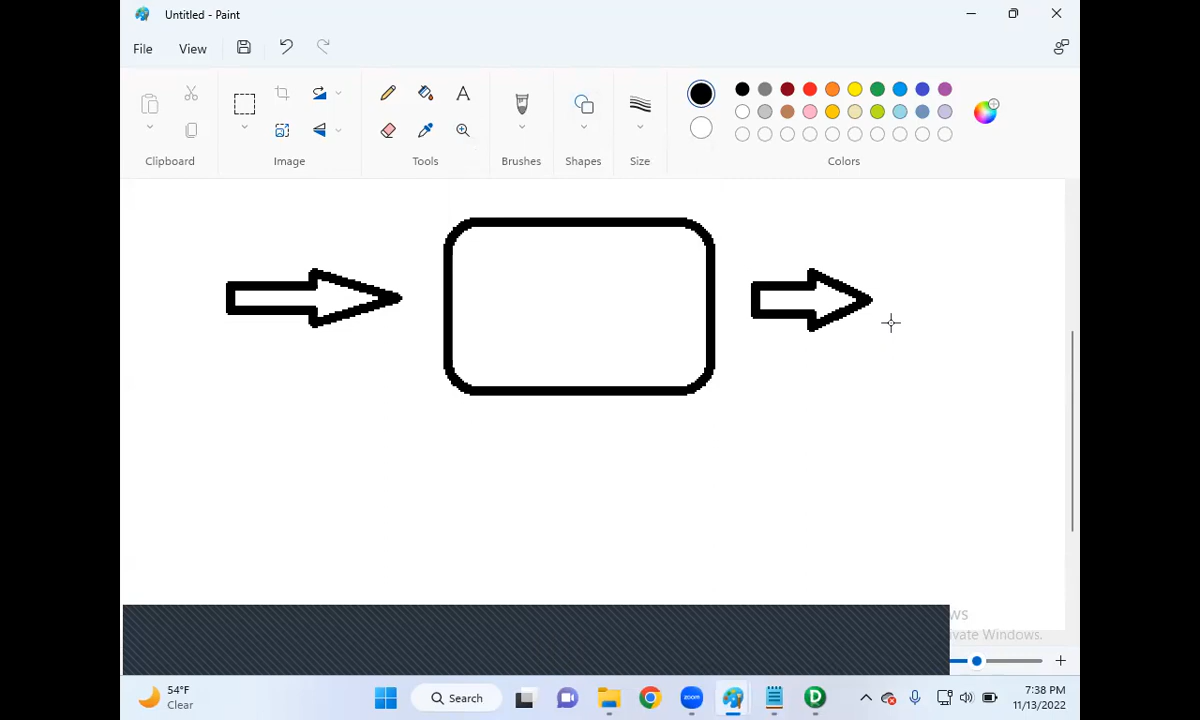 Untitled - Paint
File View
Clipboard Image Tools Brushes Shapes Size Colors
A
ws
vate Windows.
54°F
Clear
Search
7:38 PM
11/13/2022